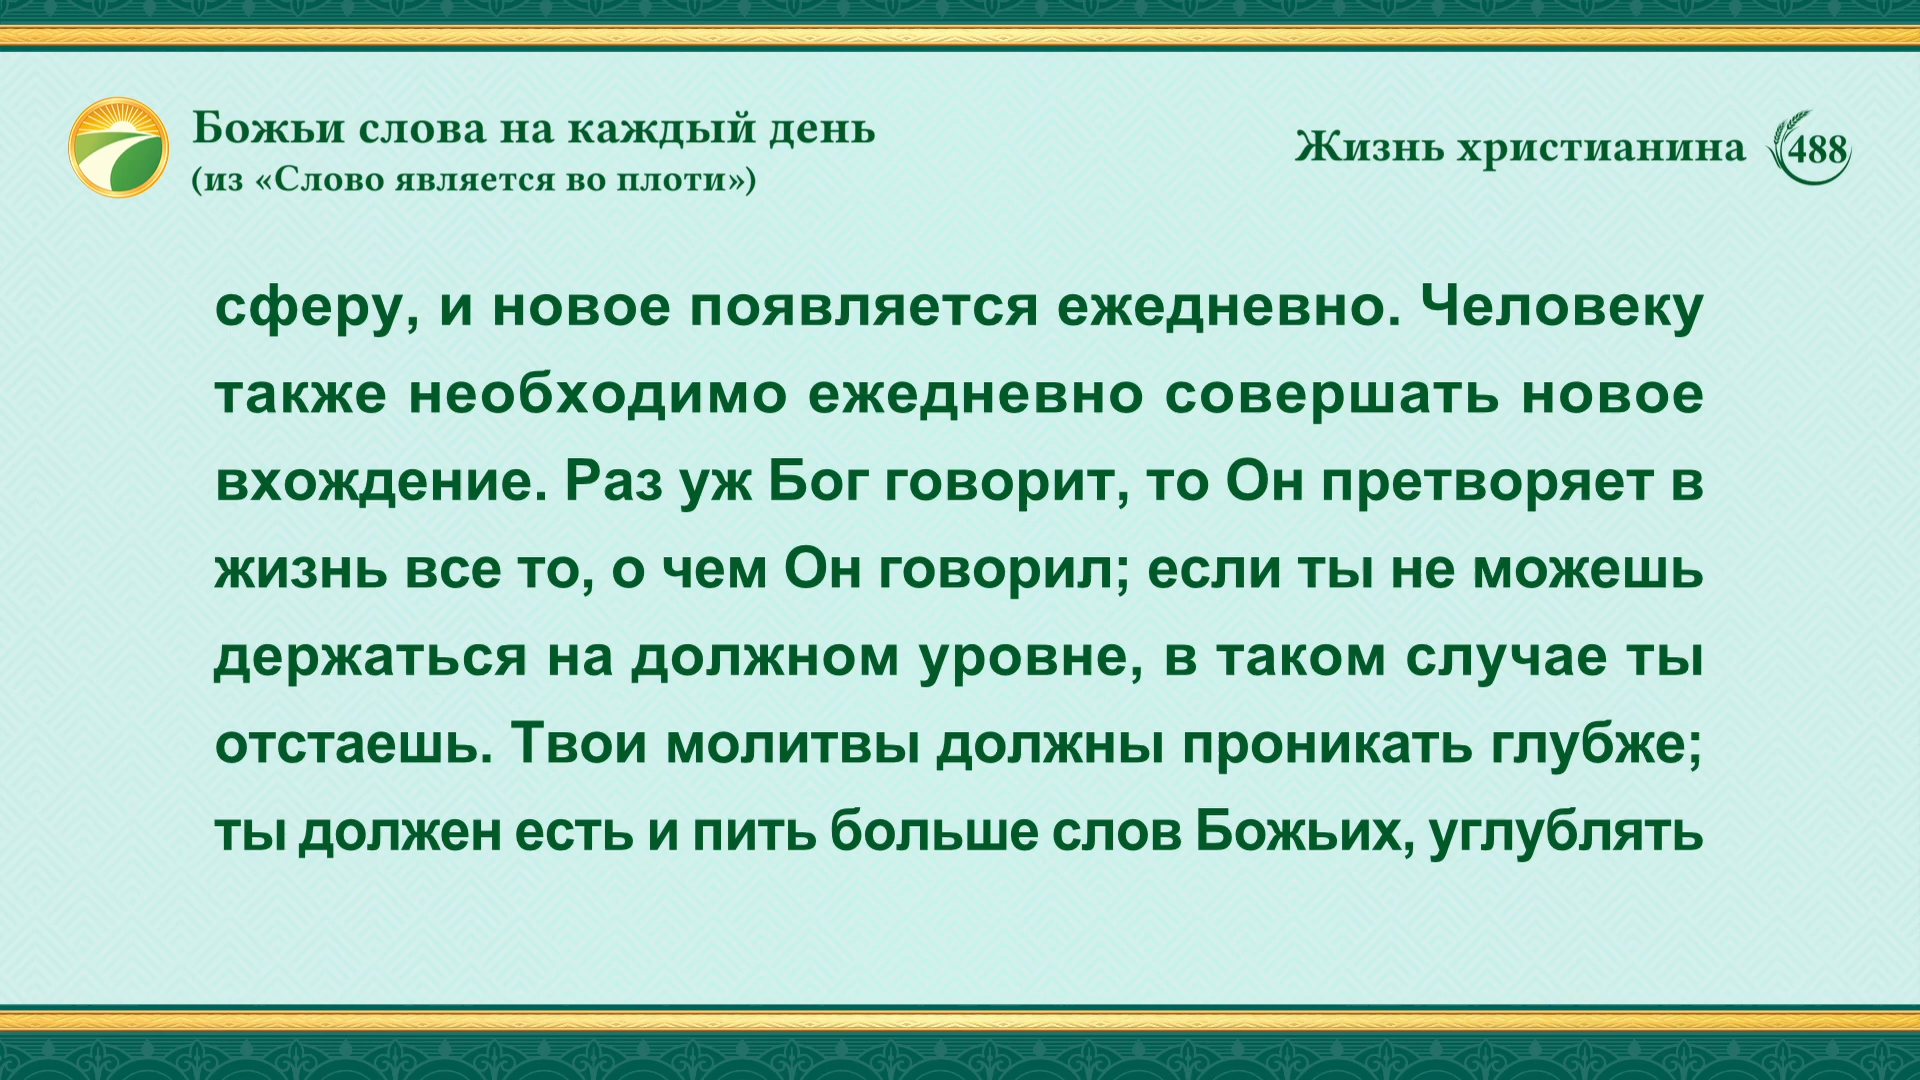 Божьи слова на каждый день
(из «Слово является во плоти»)
Жизнь христианина 488
сферу, и новое появляется ежедневно. Человеку
также необходимо ежедневно совершать новое
вхождение. Раз уж Бог говорит, то Он претворяет в
жизнь все то, о чем Он говорил; если ты не можешь
держаться на должном уровне, в таком случае ты
отстаешь. Твои молитвы должны проникать глубже;
ты должен есть и пить больше слов Божьих, углублять